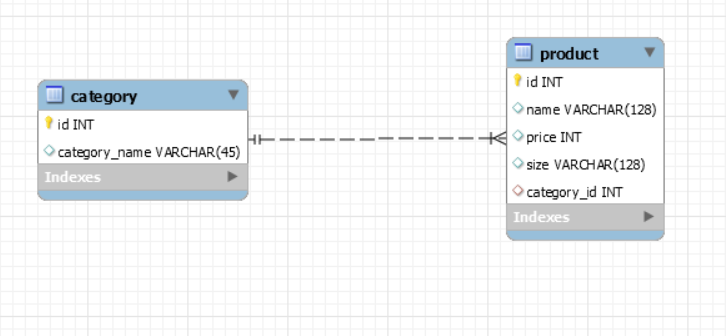 category
id INT
category_name VARCHAR(45)
Indexes
product
id INT
name VARCHAR(128)
price INT
size VARCHAR(128)
category_id INT
Indexes